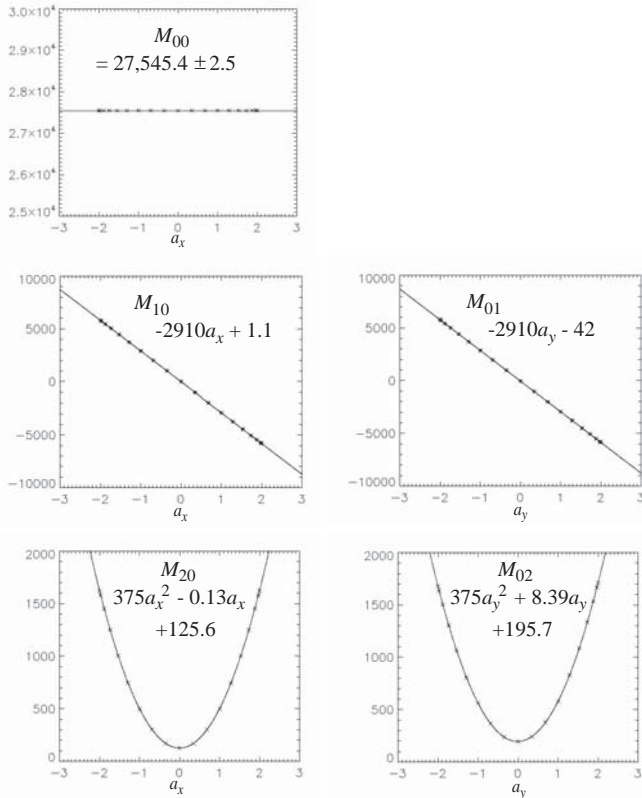 3.0×10⁴
2.9×10⁴
2.8×10⁴
2.7×10⁴
2.6×10⁴
2.5×10⁴
M₀₀
= 27,545.4 ±2.5
−3 −2 −1 0 1 2 3
aₓ
10000
5000
0
−5000
−10000
M₁₀
-2910aₓ + 1.1
−3 −2 −1 0 1 2 3
aₓ
10000
5000
0
−5000
−10000
M₀₁
-2910a_y - 42
−3 −2 −1 0 1 2 3
a_y
2000
1500
1000
500
0
M₂₀
375aₓ² - 0.13aₓ
+125.6
−3 −2 −1 0 1 2 3
aₓ
2000
1500
1000
500
0
M₀₂
375a_y² + 8.39a_y
+195.7
−3 −2 −1 0 1 2 3
a_y